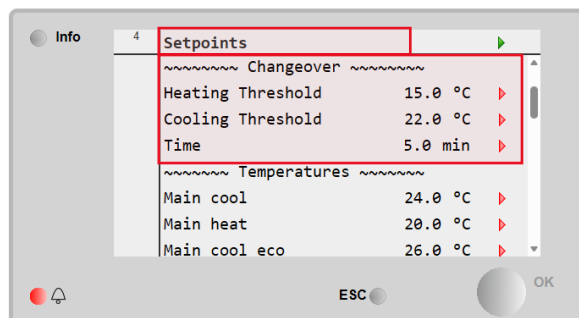 Info
4 Setpoints
~~~~~~~~ Changeover ~~~~~~~~
Heating Threshold 15.0 °C
Cooling Threshold 22.0 °C
Time 5.0 min
~~~~~~~ Temperatures ~~~~~~~
Main cool 24.0 °C
Main heat 20.0 °C
Main cool eco 26.0 °C
ESC
OK